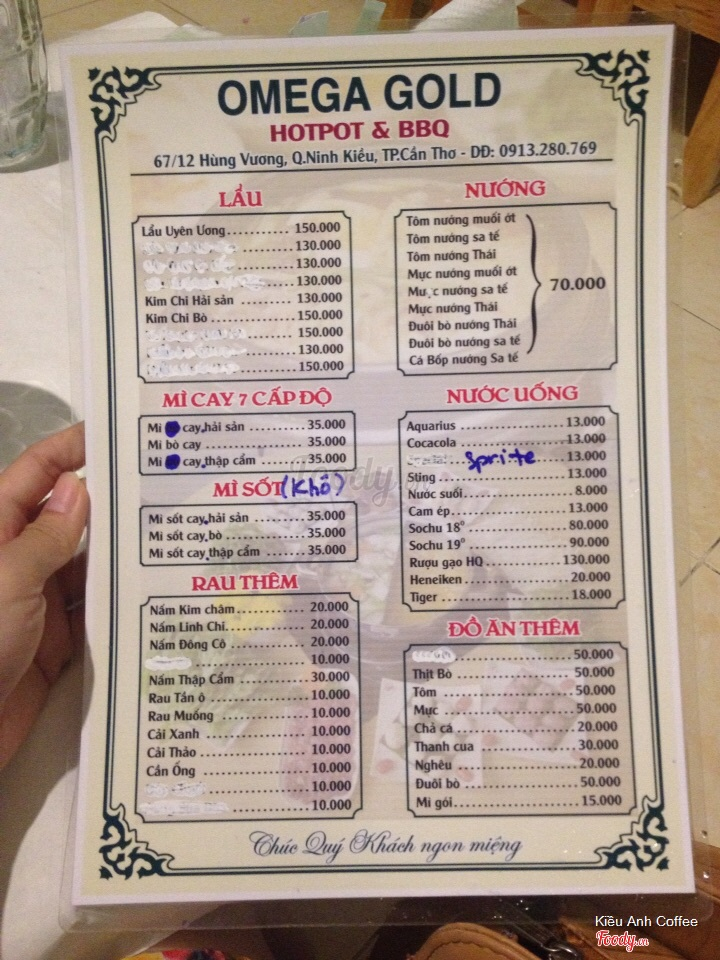 OMEGA GOLD
HOTPOT & BBQ
67/12 Hùng Vương, Q.Ninh Kiều, TP.Cần Thơ - DĐ: 0913.280.769
LẨU
Lẩu Uyên Ương........... 150.000
.......... 130.000
.......... 130.000
.......... 130.000
Kim Chi Hải sản .......... 130.000
Kim Chi Bò ................ 150.000
.......... 150.000
.......... 130.000
.......... 150.000
MÌ CAY 7 CẤP ĐỘ
Mì cay hải sản ........... 35.000
Mì bò cay ................... 35.000
Mì cay thập cẩm ........ 35.000
MÌ SỐT (Khô)
Mì sốt cay hải sản ........... 35.000
Mì sốt cay bò ................ 35.000
Mì sốt cay thập cẩm ........ 35.000
RAU THÊM
Nấm Kim châm ............. 20.000
Nấm Linh Chi............... 20.000
Nấm Đông Cô .............. 20.000
.............. 10.000
Nấm Thập Cẩm ............ 30.000
Rau Tần ô .................. 10.000
Rau Muống ................ 10.000
Cải Xanh ................... 10.000
Cải Thảo ................... 10.000
Cần Ống ................... 10.000
............ 10.000
............ 10.000
NƯỚNG
Tôm nướng muối ớt
Tôm nướng sa tế
Tôm nướng Thái
Mực nướng muối ớt
Mực nướng sa tế
Mực nướng Thái
Đuôi bò nướng Thái
Đuôi bò nướng sa tế
Cá Bốp nướng Sa tế
70.000
NƯỚC UỐNG
Aquarius ..................... 13.000
Cocacola ..................... 13.000
Sprite ..... 13.000
Sting .......................... 13.000
Nước suối.................... 8.000
Cam ép....................... 13.000
Sochu 18° ................... 80.000
Sochu 19° ................... 90.000
Rượu gạo HQ .............. 130.000
Heneiken .................... 20.000
Tiger .......................... 18.000
ĐỒ ĂN THÊM
.................... 50.000
Thịt Bò ....................... 50.000
Tôm ........................... 50.000
Mực ........................... 50.000
Chả cá ........................ 20.000
Thanh cua .................. 30.000
Nghêu ........................ 20.000
Đuôi bò ...................... 50.000
Mì gói......................... 15.000
Chúc Quý Khách ngon miệng
Foody
Kiều Anh Coffee
Foody.vn